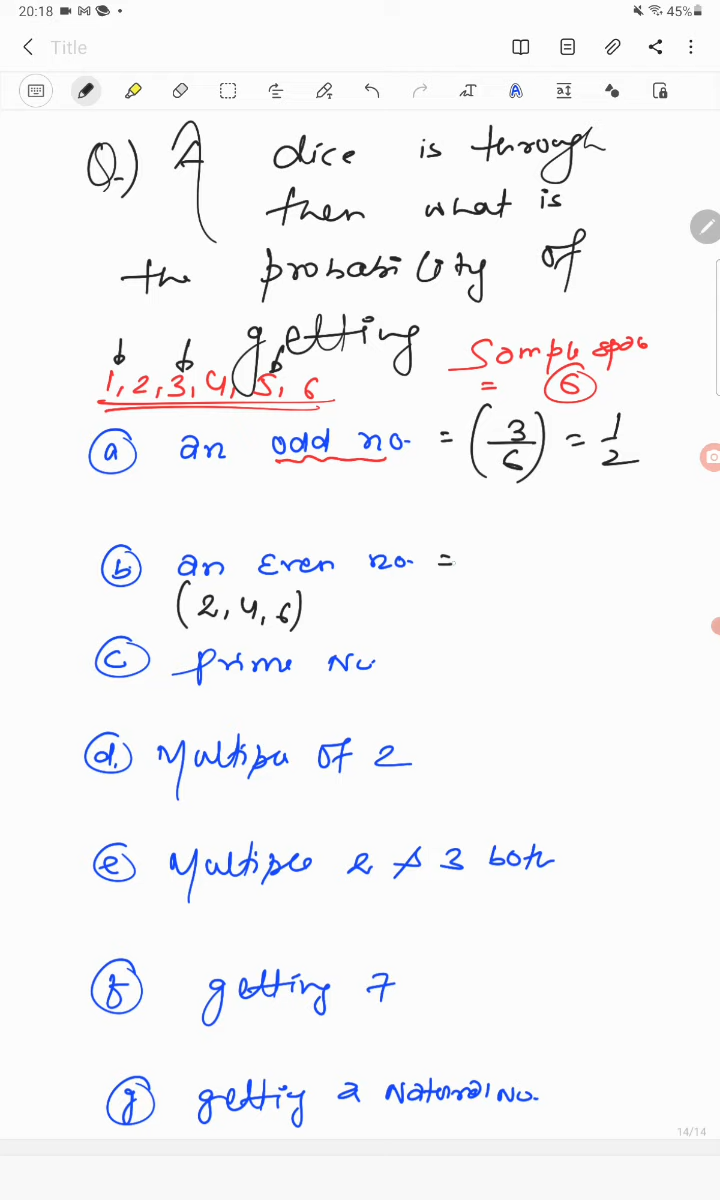 20:18
45%
Title
Q.) A dice is through
then what is
the probability of
getting
1, 2, 3, 4, 5, 6
Sample spac = 6
a an odd no. = (3/6) = 1/2
b an Even no. =
(2, 4, 6)
c prime No
d. Multiple of 2
e Multiple 2 & 3 both
f getting 7
g getting a Natural No.
14/14